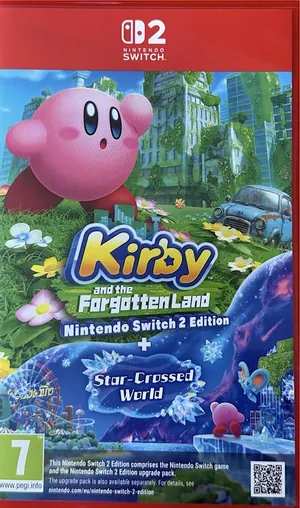 2
NINTENDO
SWITCH™
Kirby
and the
Forgotten Land
Nintendo Switch 2 Edition
+
Star-Crossed
World
7
www.pegi.info
This Nintendo Switch 2 Edition comprises the Nintendo Switch game
and the Nintendo Switch 2 Edition upgrade pack.
The upgrade pack is also available separately. For details, see
nintendo.com/eu/nintendo-switch-2-edition